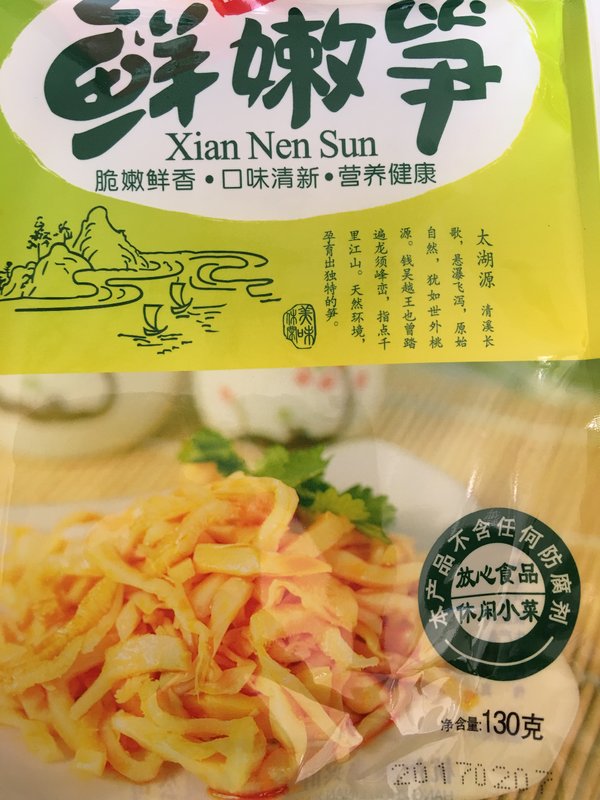 鲜嫩笋
Xian Nen Sun
脆嫩鲜香·口味清新·营养健康
太湖源 清溪长
歌，悬瀑飞泻，原始
自然，犹如世外桃
源。钱吴越王也曾踏
遍龙须峰峦，指点千
里江山。天然环境，
孕育出独特的笋。
美味
本产品不含任何防腐剂
放心食品
休闲小菜
净含量:130克
20170207